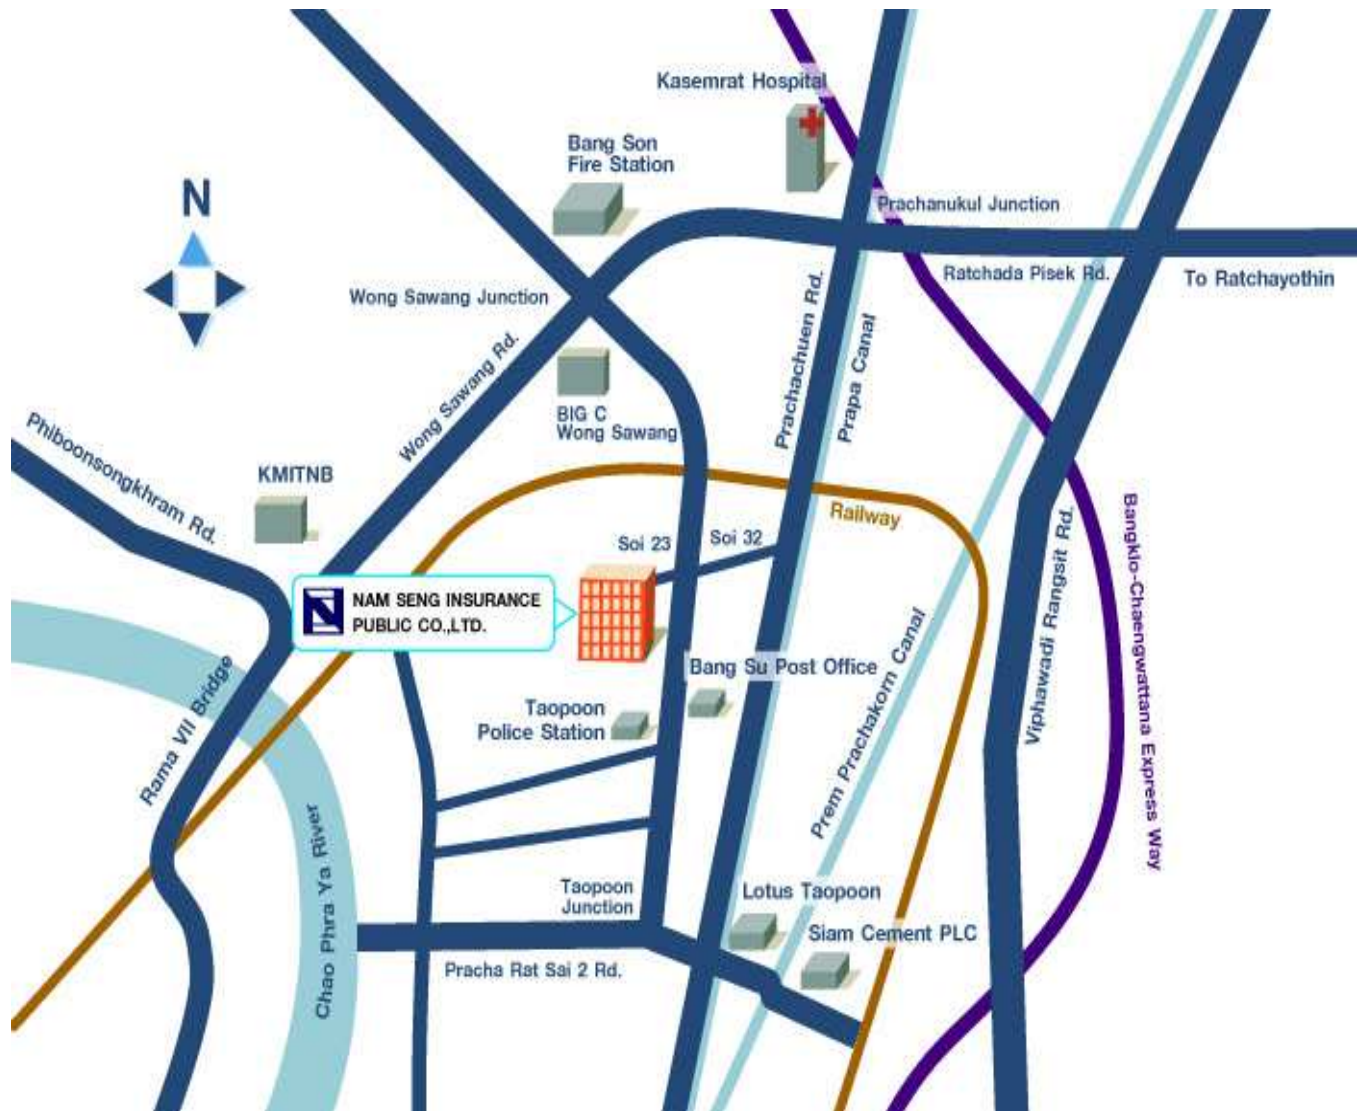 Kasemrat Hospital
Bang Son
Fire Station
N
Prachanukul Junction
Ratchada Pisek Rd.
To Ratchayothin
Wong Sawang Junction
Wong Sawang Rd.
Prachachuen Rd.
Prapa Canal
BIG C
Wong Sawang
Phiboonsongkhram Rd.
KMITNB
Railway
Soi 23
Soi 32
NAM SENG INSURANCE
PUBLIC CO.,LTD.
Bang Su Post Office
Taopoon
Police Station
Rama VII Bridge
Prem Prachakorn Canal
Viphawadi Rangsit Rd.
Bangklo-Chaengwattana Express Way
Chao Phra Ya River
Taopoon
Junction
Lotus Taopoon
Siam Cement PLC
Pracha Rat Sai 2 Rd.